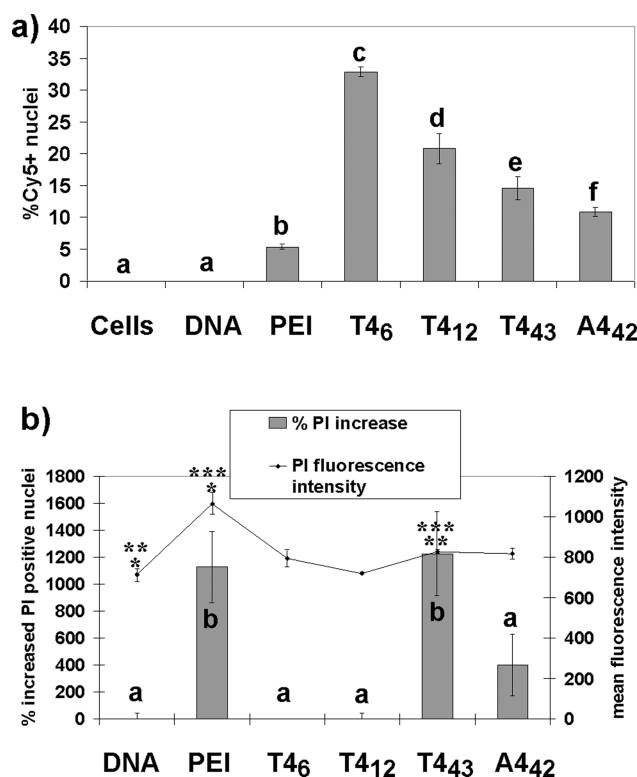 a)
%Cy5+ nuclei
40
35
30
25
20
15
10
5
0
a a b c d e f
Cells DNA PEI T4₆ T4₁₂ T4₄₃ A4₄₂
b)
% PI increase
PI fluorescence
intensity
% increased PI positive nuclei
1800
1600
1400
1200
1000
800
600
400
200
0
** *
*** *
*** **
a b a a b a
1200
1000
800
600
400
200
0
mean fluorescence intensity
DNA PEI T4₆ T4₁₂ T4₄₃ A4₄₂